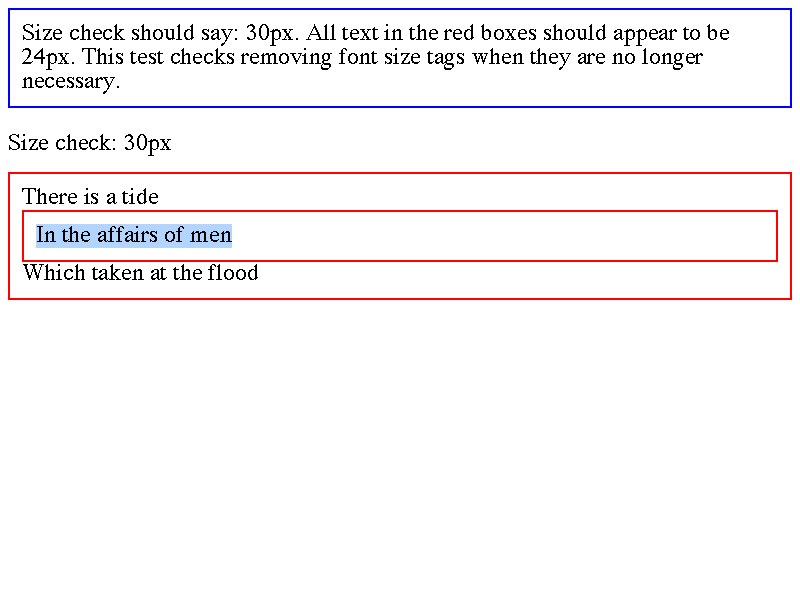 Size check should say: 30px. All text in the red boxes should appear to be
24px. This test checks removing font size tags when they are no longer
necessary.
Size check: 30px
There is a tide
In the affairs of men
Which taken at the flood